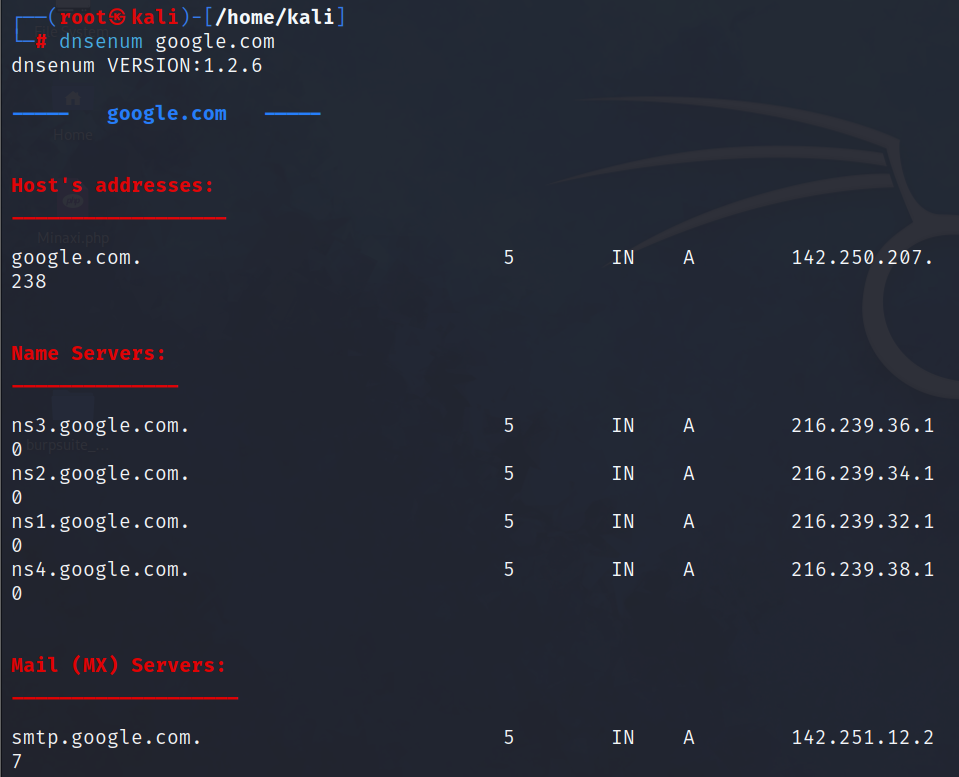 ┌──(root㉿kali)-[/home/kali]
└─# dnsenum google.com
dnsenum VERSION:1.2.6
-----   google.com   -----
Home
Host's addresses:
__________________
Minaxi.php
google.com.                              5        IN    A        142.250.207.
238
Name Servers:
______________
ns3.google.com.                          5        IN    A        216.239.36.1
0
burpsuite_...
ns2.google.com.                          5        IN    A        216.239.34.1
0
ns1.google.com.                          5        IN    A        216.239.32.1
0
ns4.google.com.                          5        IN    A        216.239.38.1
0
Mail (MX) Servers:
___________________
smtp.google.com.                         5        IN    A        142.251.12.2
7